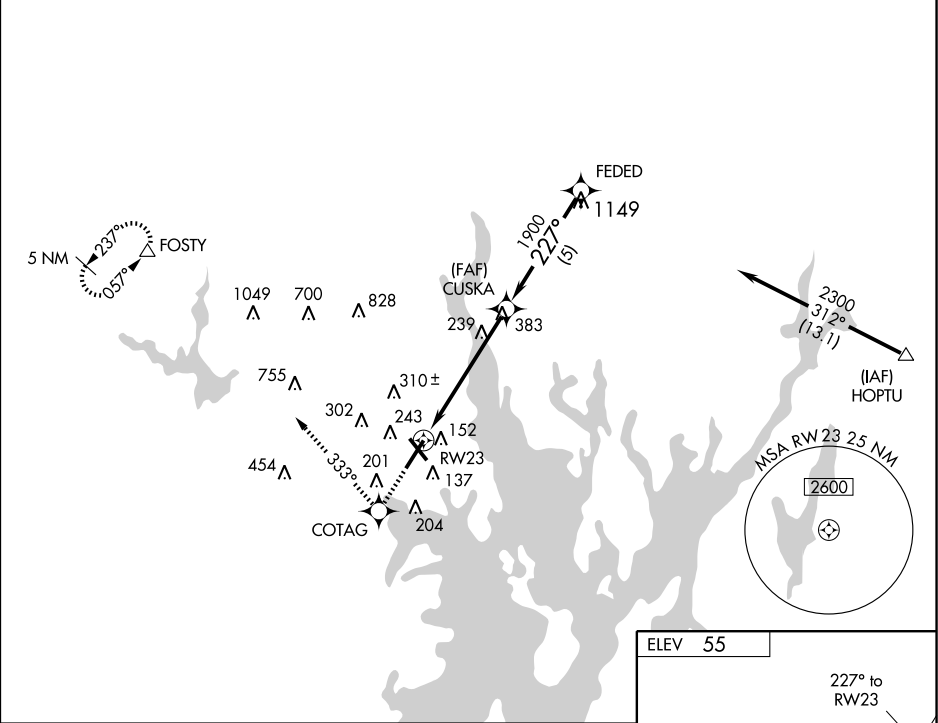 FEDED
1149
1900
227°
(5)
237°
FOSTY
5 NM
057°
(FAF)
CUSKA
1049
700
828
239
383
2300
312°
(13.1)
(IAF)
HOPTU
755
310±
302
243
152
RW23
454
333°
201
137
COTAG
204
MSA RW 23 25 NM
2600
ELEV 55
227° to
RW23